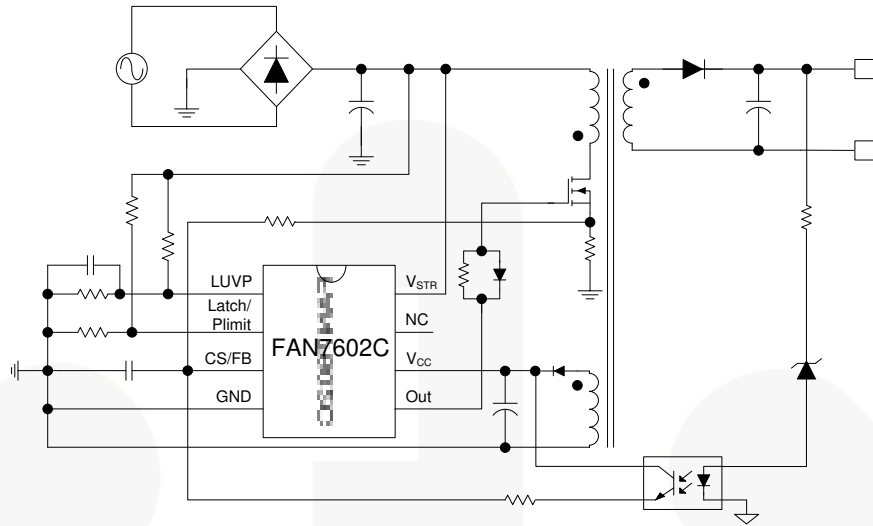 LUVP
Latch/
Plimit
CS/FB
GND
FAN7602C
VSTR
NC
VCC
Out